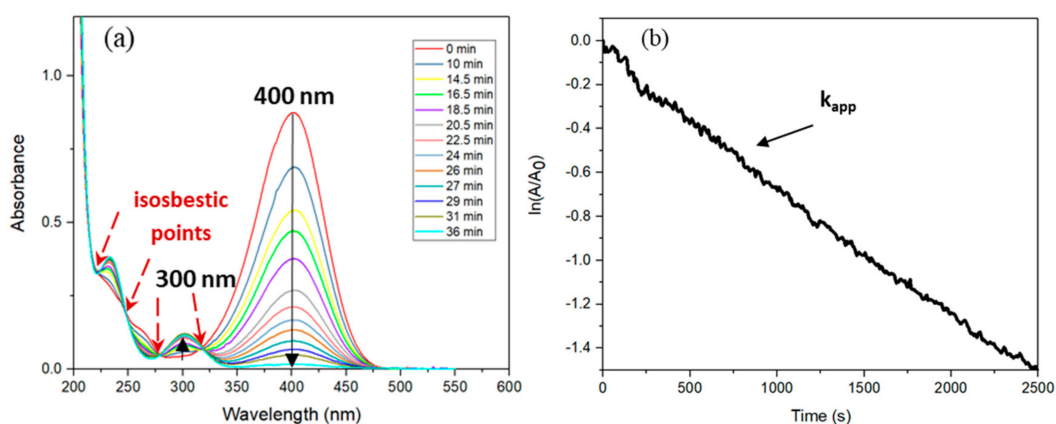 (a)
1.0
0.5
0.0
Absorbance
200 250 300 350 400 450 500 550 600
Wavelength (nm)
isosbestic
points
300 nm
400 nm
0 min
10 min
14.5 min
16.5 min
18.5 min
20.5 min
22.5 min
24 min
26 min
27 min
29 min
31 min
36 min
(b)
0.0
-0.2
-0.4
-0.6
-0.8
-1.0
-1.2
-1.4
ln(A/A0)
kapp
0 500 1000 1500 2000 2500
Time (s)